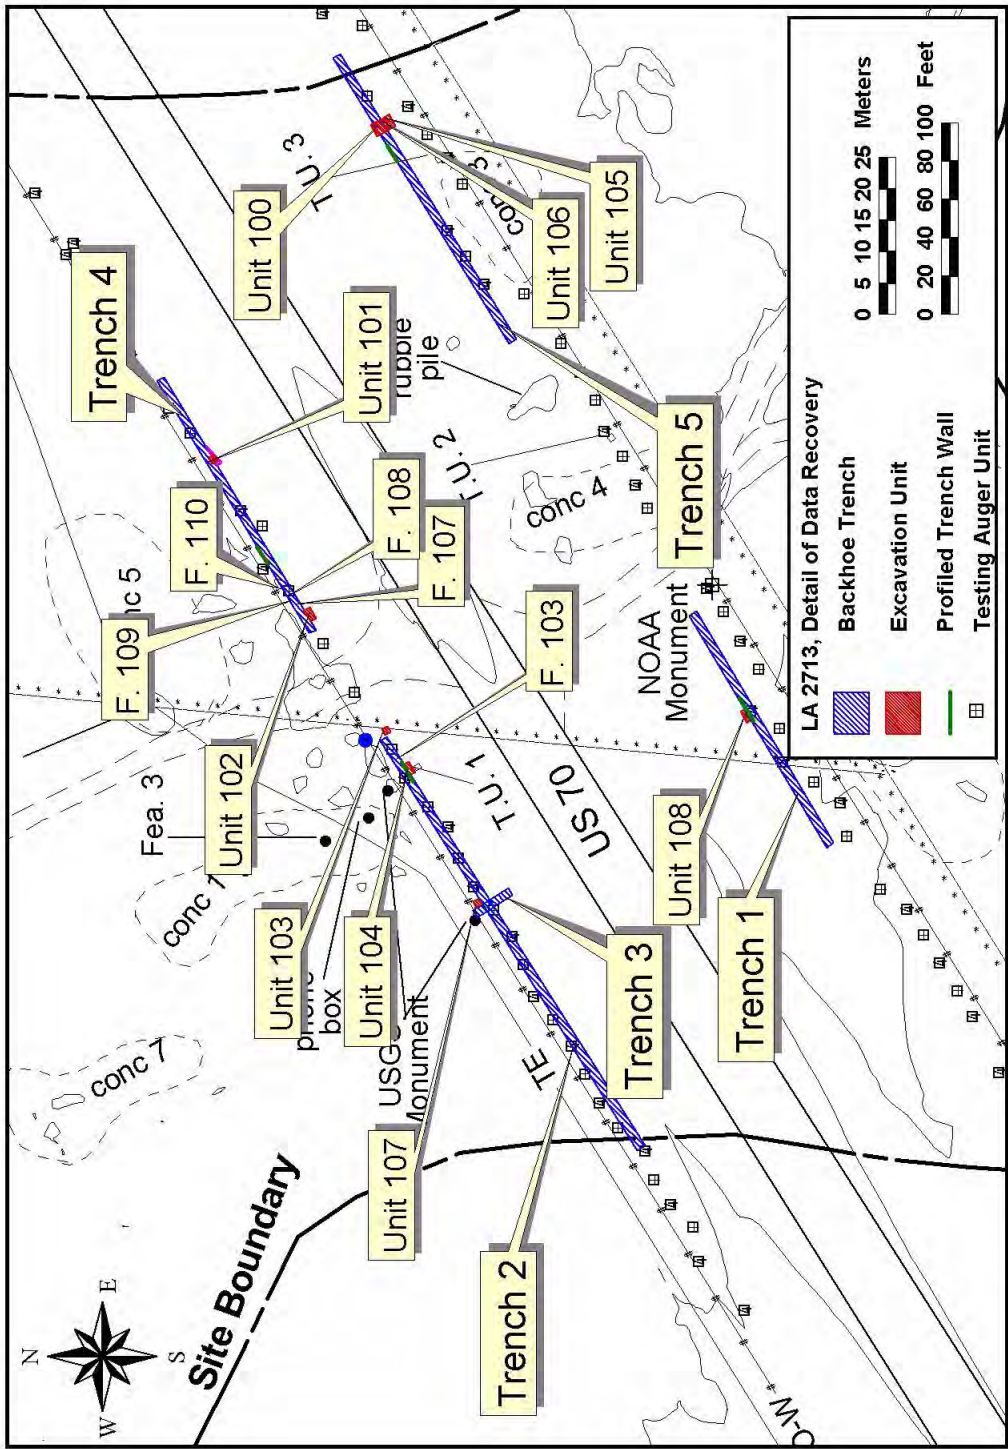 N
W
E
S
Site Boundary
conc 7
conc 1
Fea. 3
Unit 102
F. 109
F. 110
Trench 4
Unit 101
Unit 100
T.U. 3
rubble
pile
F. 108
F. 107
F. 103
T.U. 2
conc 4
Unit 106
Unit 105
Unit 103
box
Unit 104
Monument
Unit 107
T.U. 1
US 70
TE
Trench 3
Trench 2
NOAA
Monument
Trench 5
Unit 108
Trench 1
LA 2713, Detail of Data Recovery
Backhoe Trench
Excavation Unit
Profiled Trench Wall
Testing Auger Unit
0 5 10 15 20 25 Meters
0 20 40 60 80 100 Feet